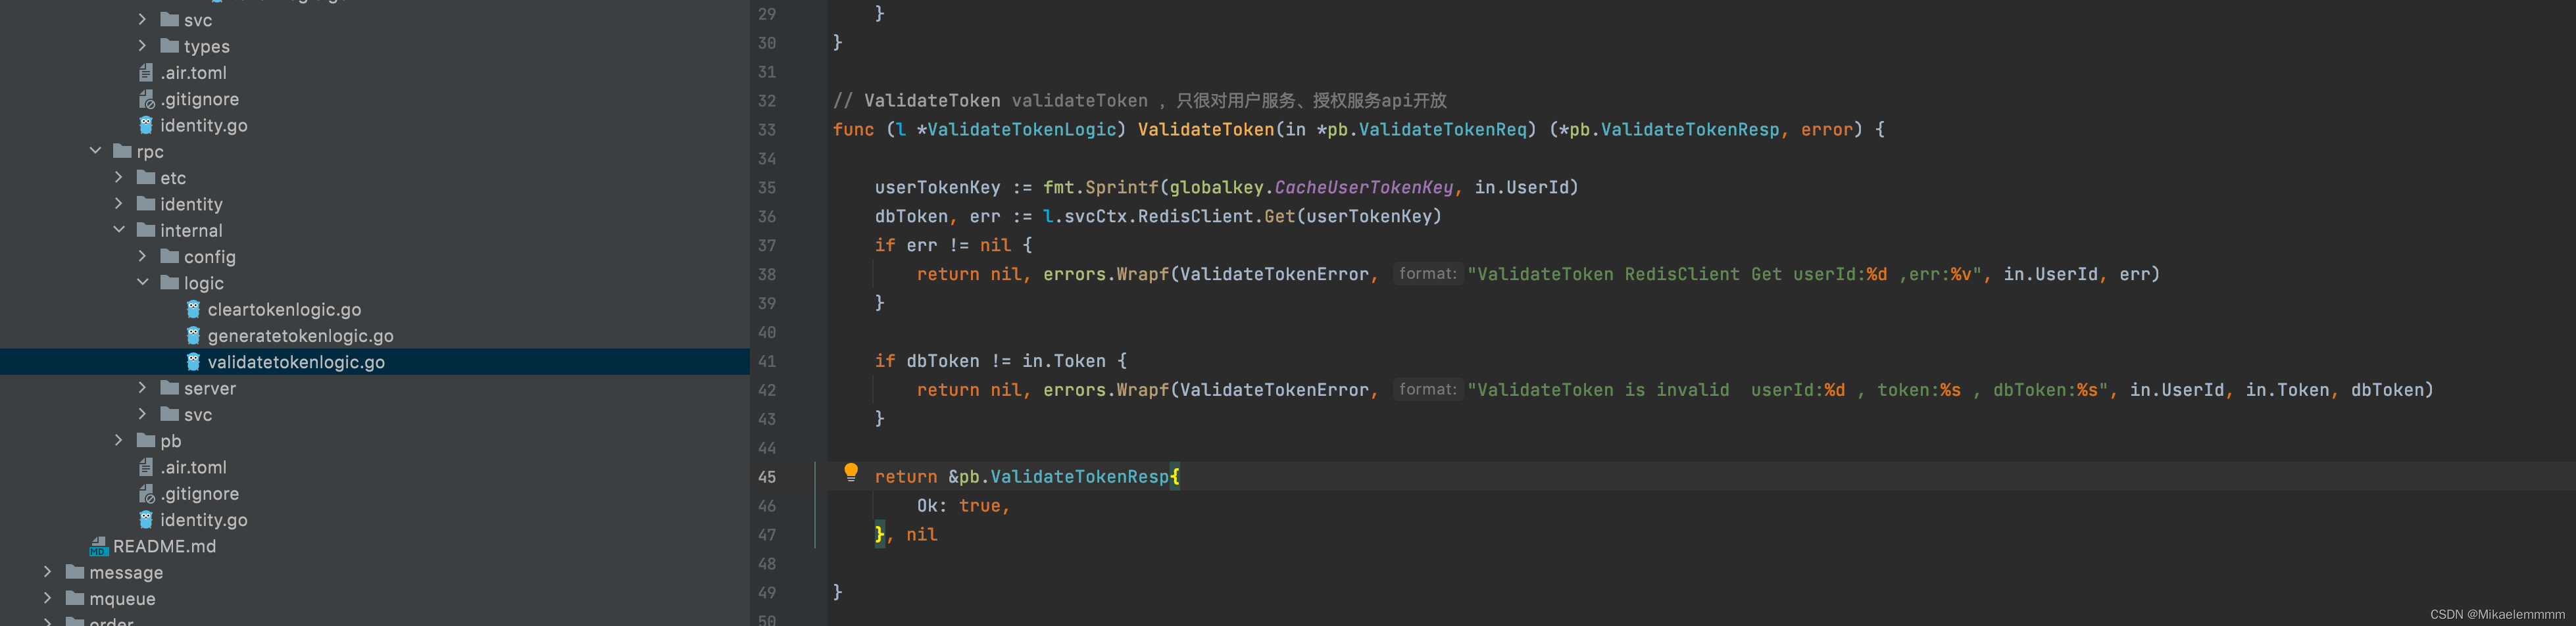 svc
types
.air.toml
.gitignore
identity.go
rpc
etc
identity
internal
config
logic
cleartokenlogic.go
generatetokenlogic.go
validatetokenlogic.go
server
svc
pb
.air.toml
.gitignore
identity.go
README.md
message
mqueue
order
29 }
30 }
31
32 // ValidateToken validateToken ，只很对用户服务、授权服务api开放
33 func (l *ValidateTokenLogic) ValidateToken(in *pb.ValidateTokenReq) (*pb.ValidateTokenResp, error) {
34
35 userTokenKey := fmt.Sprintf(globalkey.CacheUserTokenKey, in.UserId)
36 dbToken, err := l.svcCtx.RedisClient.Get(userTokenKey)
37 if err != nil {
38 return nil, errors.Wrapf(ValidateTokenError, format: "ValidateToken RedisClient Get userId:%d ,err:%v", in.UserId, err)
39 }
40
41 if dbToken != in.Token {
42 return nil, errors.Wrapf(ValidateTokenError, format: "ValidateToken is invalid  userId:%d , token:%s , dbToken:%s", in.UserId, in.Token, dbToken)
43 }
44
45 return &pb.ValidateTokenResp{
46 Ok: true,
47 }, nil
48
49 }
50
CSDN @Mikaelemmmm